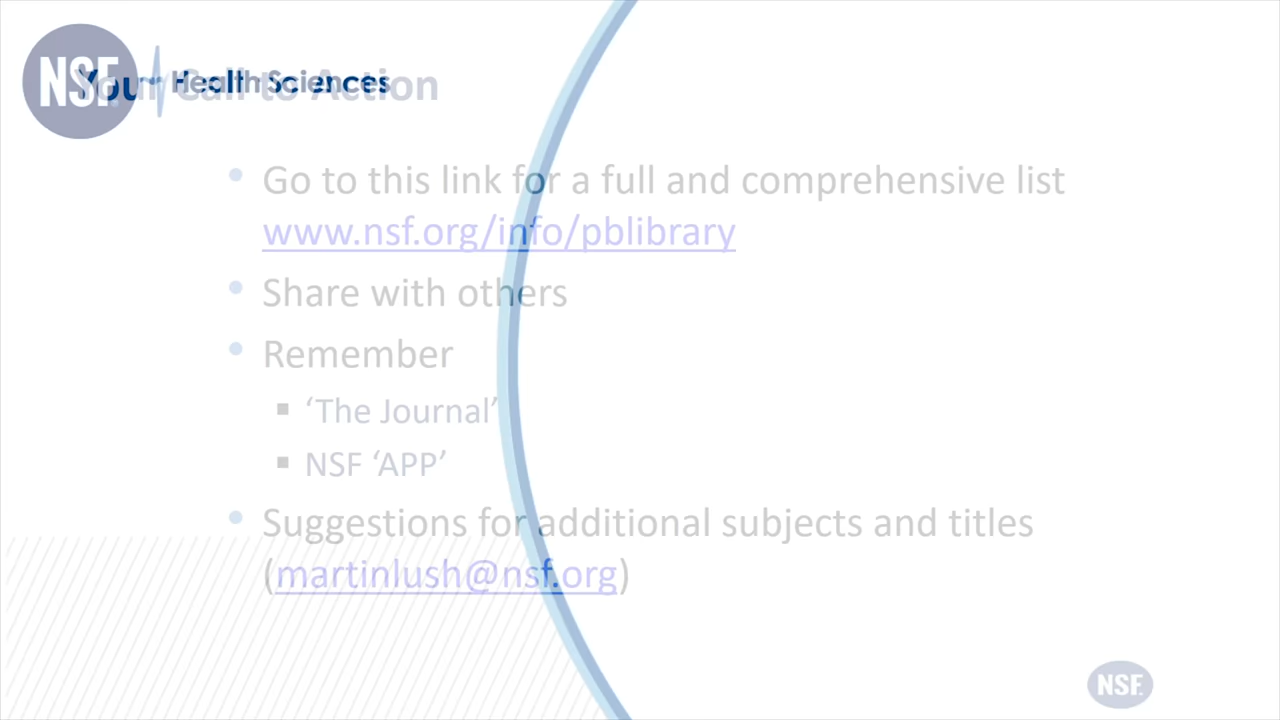 NSF
Health Sciences
Your Call to Action
• Go to this link for a full and comprehensive list
www.nsf.org/info/pblibrary
• Share with others
• Remember
▪ ‘The Journal’
▪ NSF ‘APP’
• Suggestions for additional subjects and titles
(martinlush@nsf.org)
NSF